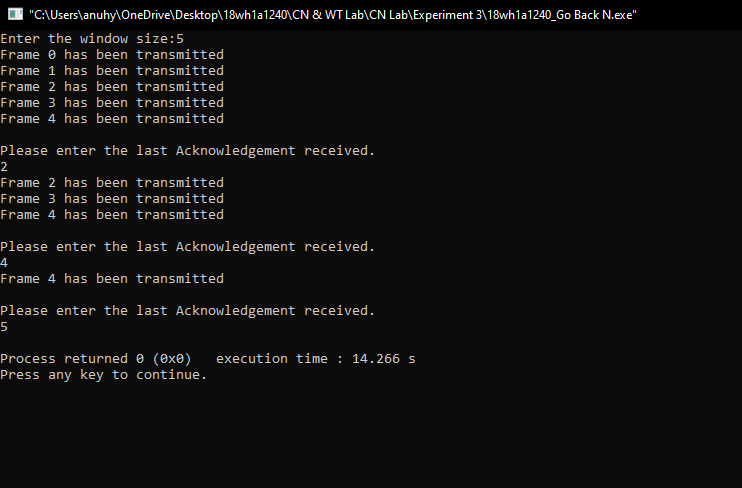 "C:\Users\anuhy\OneDrive\Desktop\18wh1a1240\CN & WT Lab\CN Lab\Experiment 3\18wh1a1240_Go Back N.exe"
Enter the window size:5
Frame 0 has been transmitted
Frame 1 has been transmitted
Frame 2 has been transmitted
Frame 3 has been transmitted
Frame 4 has been transmitted
Please enter the last Acknowledgement received.
2
Frame 2 has been transmitted
Frame 3 has been transmitted
Frame 4 has been transmitted
Please enter the last Acknowledgement received.
4
Frame 4 has been transmitted
Please enter the last Acknowledgement received.
5
Process returned 0 (0x0)   execution time : 14.266 s
Press any key to continue.